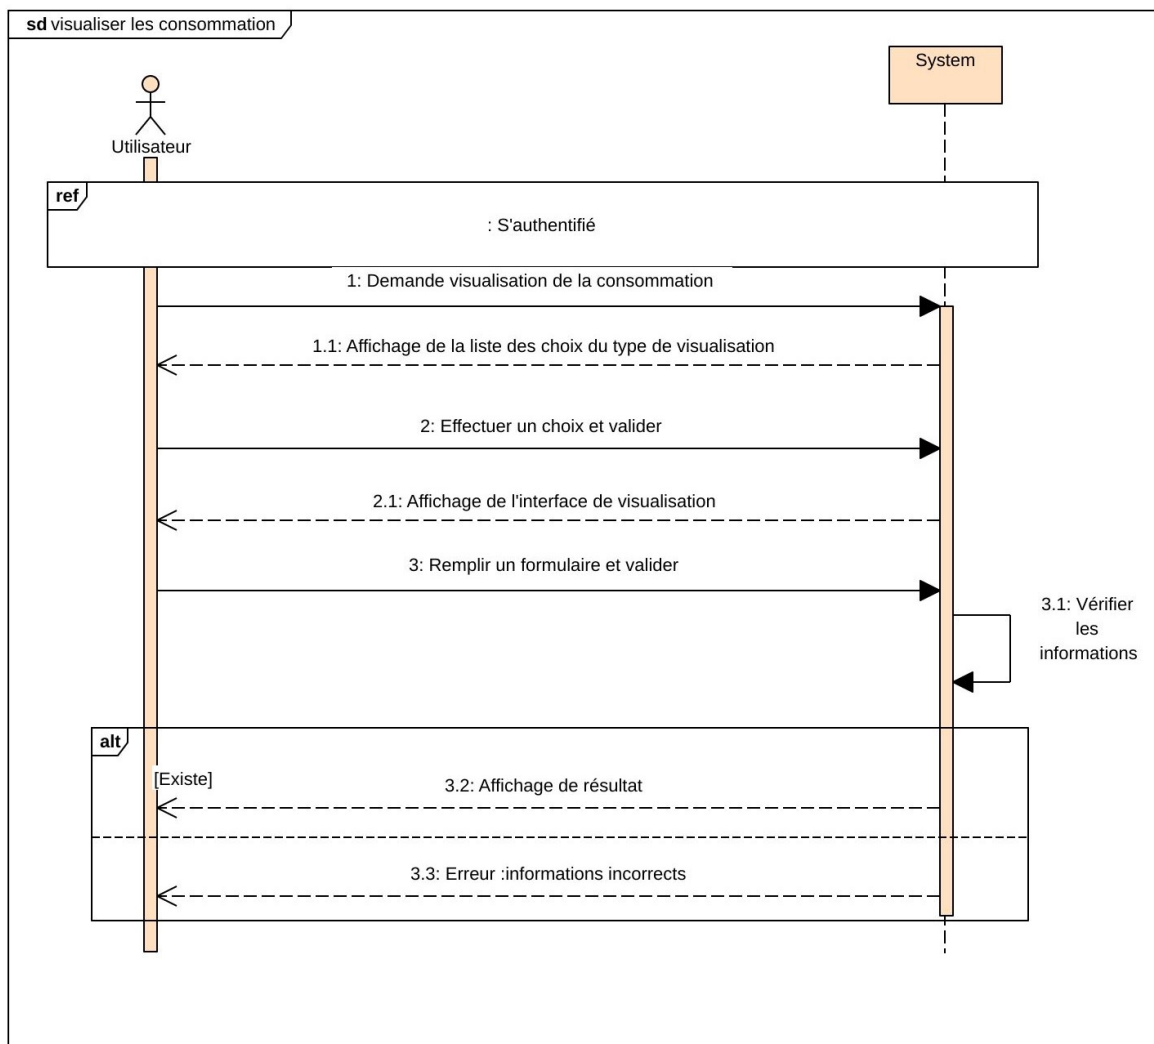 sd visualiser les consommation
System
Utilisateur
ref
: S'authentifié
1: Demande visualisation de la consommation
1.1: Affichage de la liste des choix du type de visualisation
2: Effectuer un choix et valider
2.1: Affichage de l'interface de visualisation
3: Remplir un formulaire et valider
3.1: Vérifier
les
informations
alt
[Existe]
3.2: Affichage de résultat
3.3: Erreur :informations incorrects